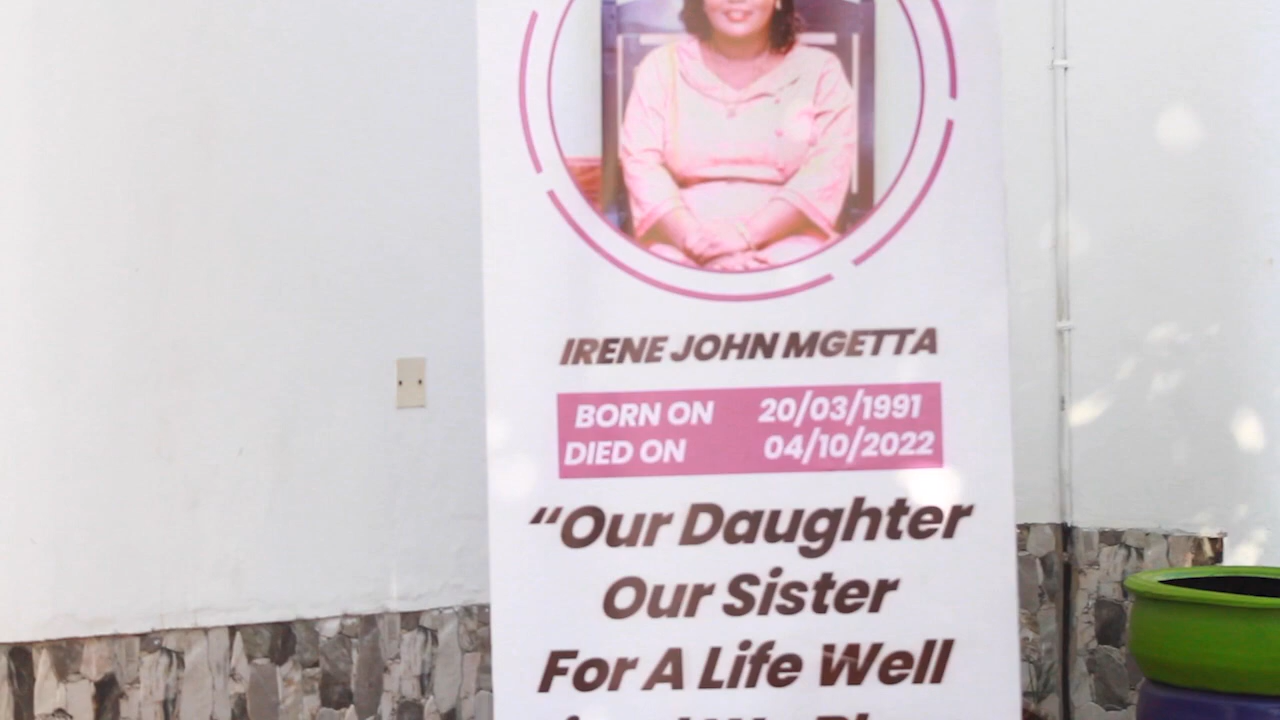 IRENE JOHN MGETTA
BORN ON 20/03/1991
DIED ON 04/10/2022
“Our Daughter
Our Sister
For A Life Well